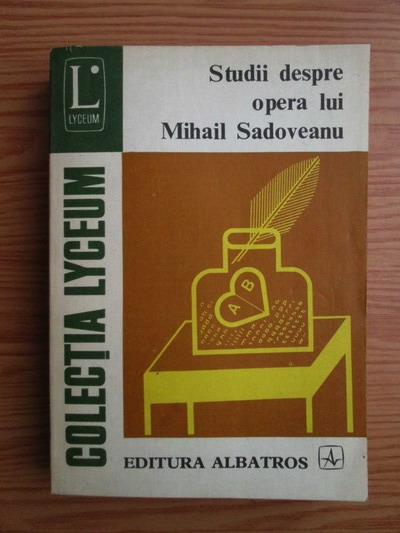 L
LYCEUM
Studii despre
opera lui
Mihail Sadoveanu
COLECȚIA LYCEUM
A B
EDITURA ALBATROS